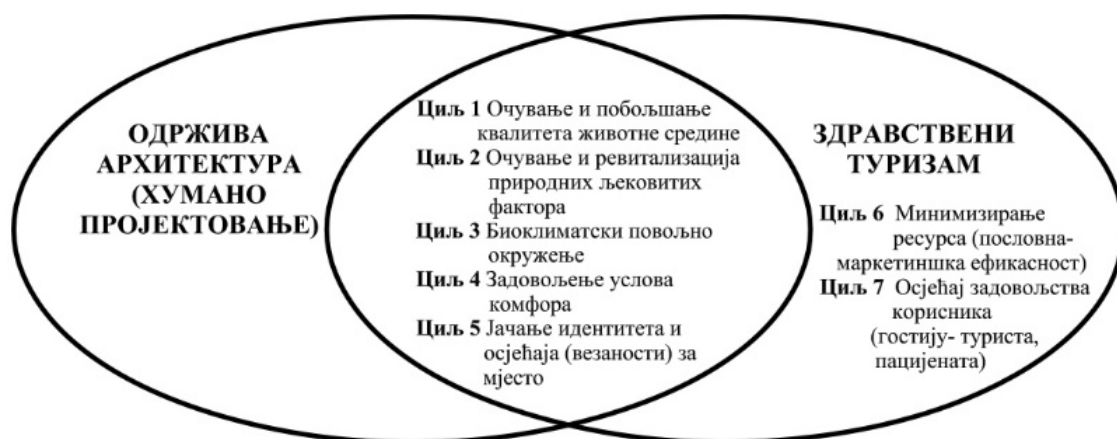 ОДРЖИВА
АРХИТЕКТУРА
(ХУМАНО
ПРОЈЕКТОВАЊЕ)
Циљ 1 Очување и побољшање
квалитета животне средине
Циљ 2 Очување и ревитализација
природних љековитих
фактора
Циљ 3 Биоклиматски повољно
окружење
Циљ 4 Задовољење услова
комфора
Циљ 5 Јачање идентитета и
осјећаја (везаности) за
мјесто
ЗДРАВСТВЕНИ
ТУРИЗАМ
Циљ 6 Минимизирање
ресурса (пословна-
маркетиншка ефикасност)
Циљ 7 Осјећај задовољства
корисника
(гостију- туриста,
пацијената)